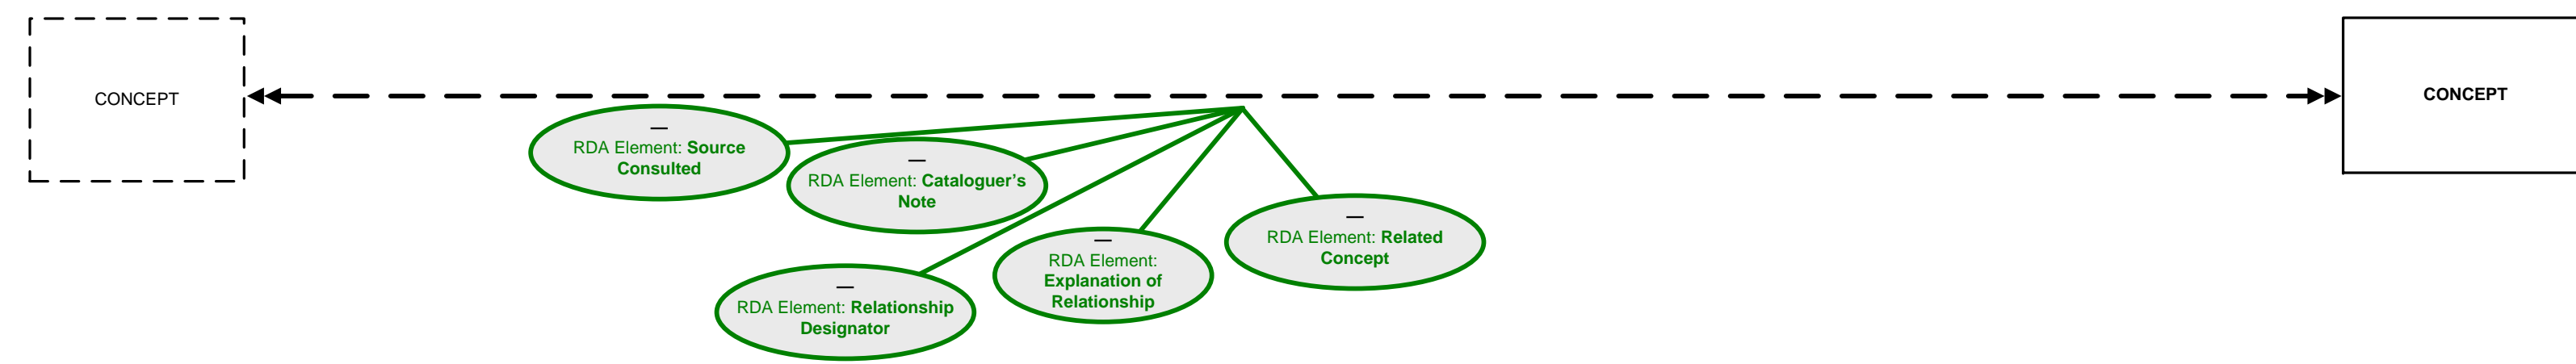 CONCEPT
CONCEPT
—
RDA Element: Source
Consulted
—
RDA Element: Cataloguer’s
Note
—
RDA Element: Related
Concept
—
RDA Element:
Explanation of
Relationship
—
RDA Element: Relationship
Designator